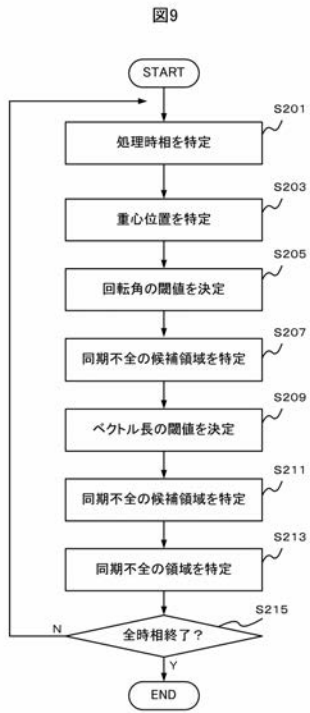 図9
START
S201
処理時相を特定
S203
重心位置を特定
S205
回転角の閾値を決定
S207
同期不全の候補領域を特定
S209
ベクトル長の閾値を決定
S211
同期不全の候補領域を特定
S213
同期不全の領域を特定
S215
全時相終了？
N
Y
END